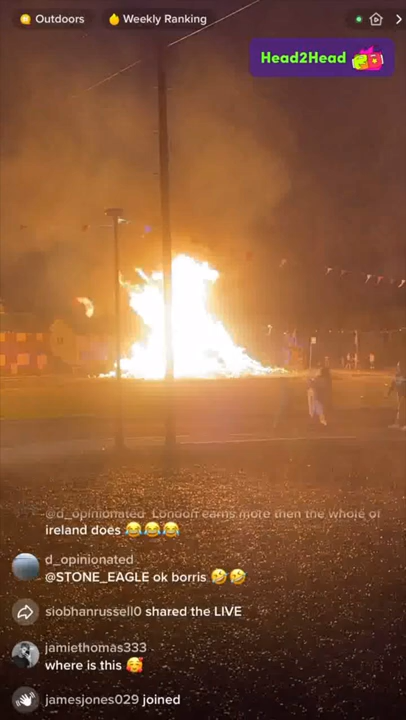 Outdoors
Weekly Ranking
Head2Head
@d_opinionated London earns more then the whole of
ireland does 😂😂😂
d_opinionated
@STONE_EAGLE ok borris 🤣🤣
siobhanrussell0 shared the LIVE
jamiethomas333
where is this 🥰
jamesjones029 joined